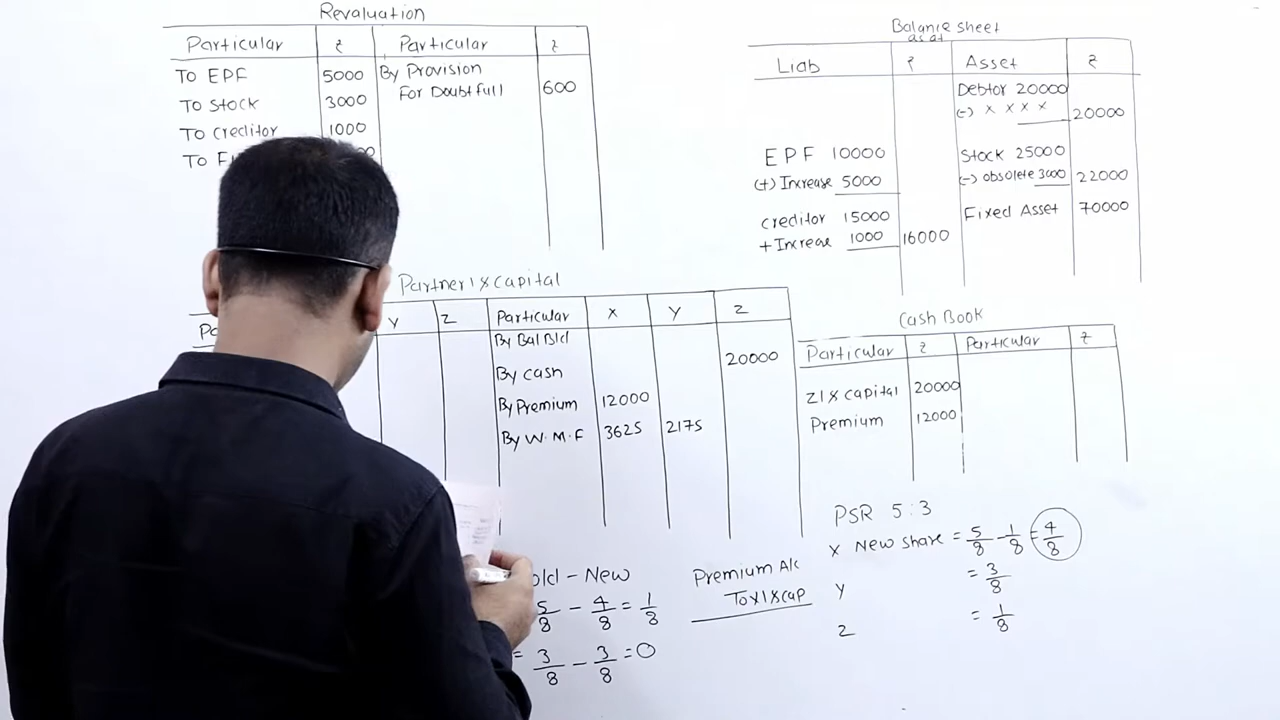 Revaluation
Particular ₹ Particular ₹
To EPF 5000 By Provision
For Doubtfull 600
To Stock 3000
To Creditor 1000
To
Partner's capital
Y Z Particular X Y Z
By Bal Bld
By cash 20000
By Premium 12000
By W.M.F 3625 2175
Old - New
5/8 - 4/8 = 1/8
= 3/8 - 3/8 = 0
Premium A/c
To x's cap
Balance sheet
as at
Liab ₹ Asset ₹
Debtor 20000
(-) x x x x 20000
EPF 10000 Stock 25000
(+) Increase 5000 (-) obsolete 3000 22000
creditor 15000 Fixed Asset 70000
+ Increase 1000 16000
Cash Book
Particular ₹ Particular ₹
Z's capital 20000
Premium 12000
PSR 5:3
X New share = 5/8 - 1/8 = 4/8
Y = 3/8
Z = 1/8